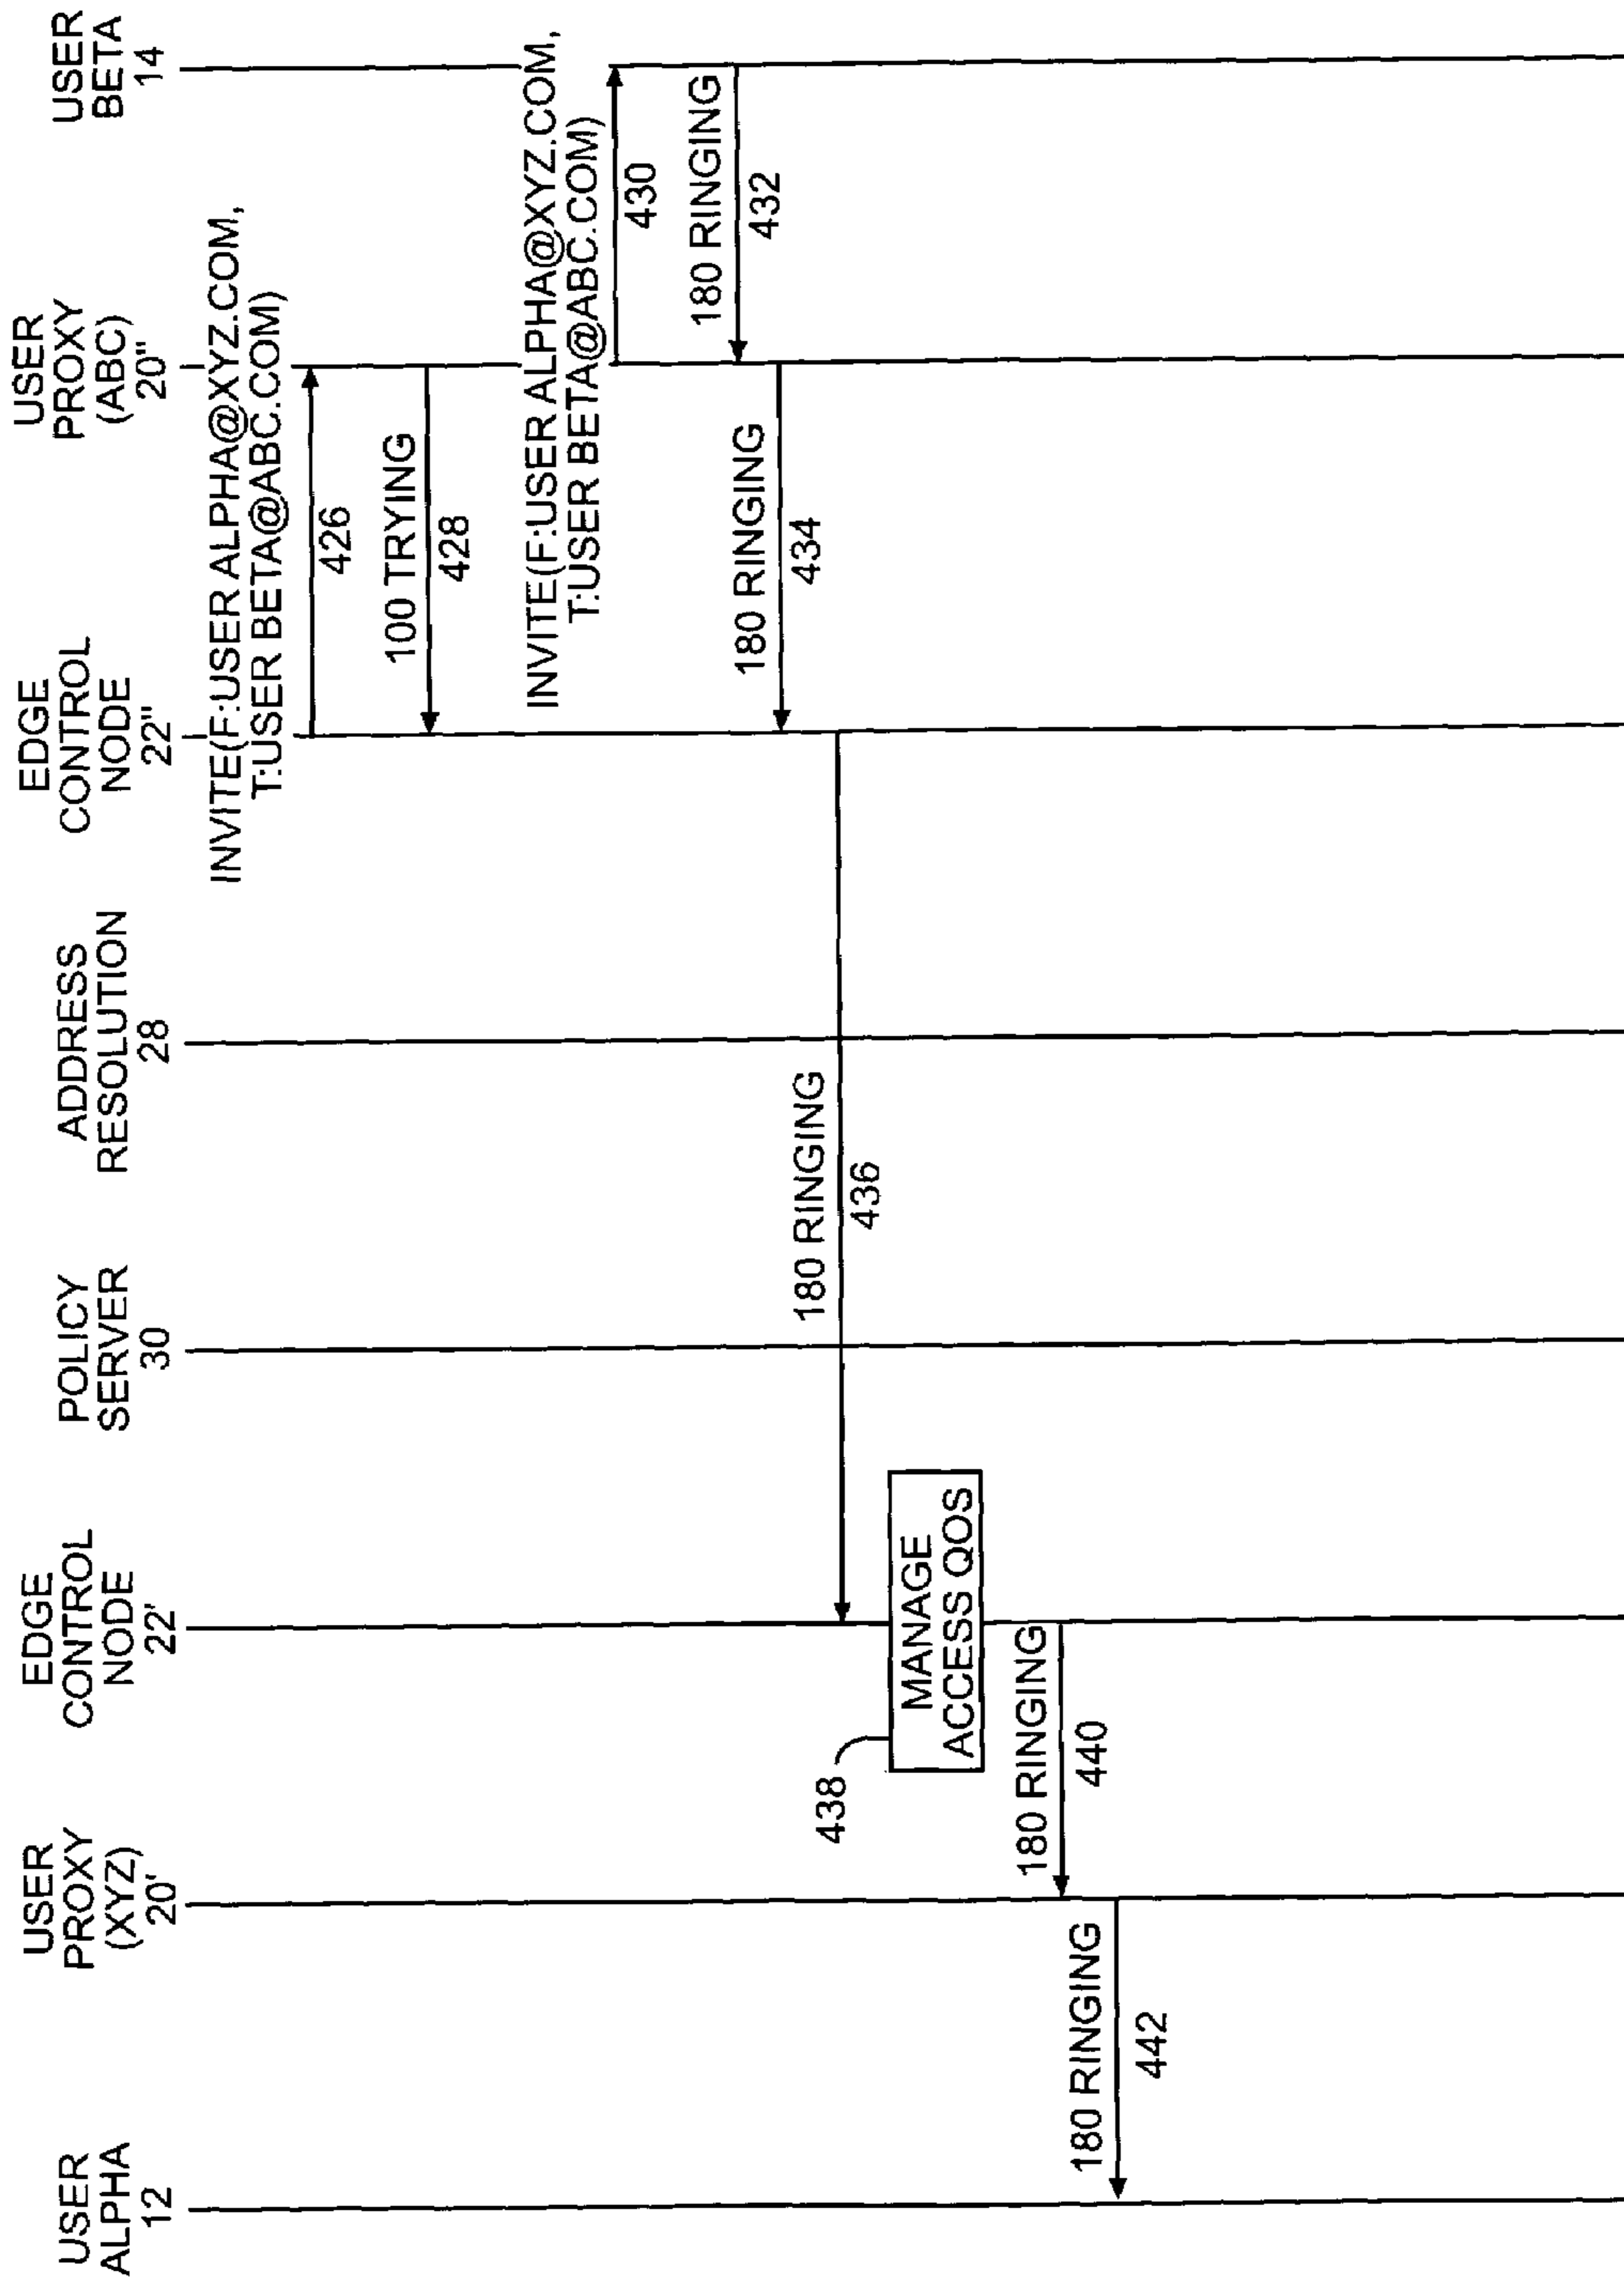 USER
ALPHA
12
USER
PROXY
(XYZ)
20'
EDGE
CONTROL
NODE
22'
POLICY
SERVER
30
ADDRESS
RESOLUTION
28
EDGE
CONTROL
NODE
22"
USER
PROXY
(ABC)
20"
USER
BETA
14
INVITE(F:USER ALPHA@XYZ.COM,
T:USER BETA@ABC.COM)
426
100 TRYING
428
INVITE(F:USER ALPHA@XYZ.COM,
T:USER BETA@ABC.COM)
430
180 RINGING
432
180 RINGING
434
180 RINGING
436
438
MANAGE
ACCESS QOS
180 RINGING
440
180 RINGING
442